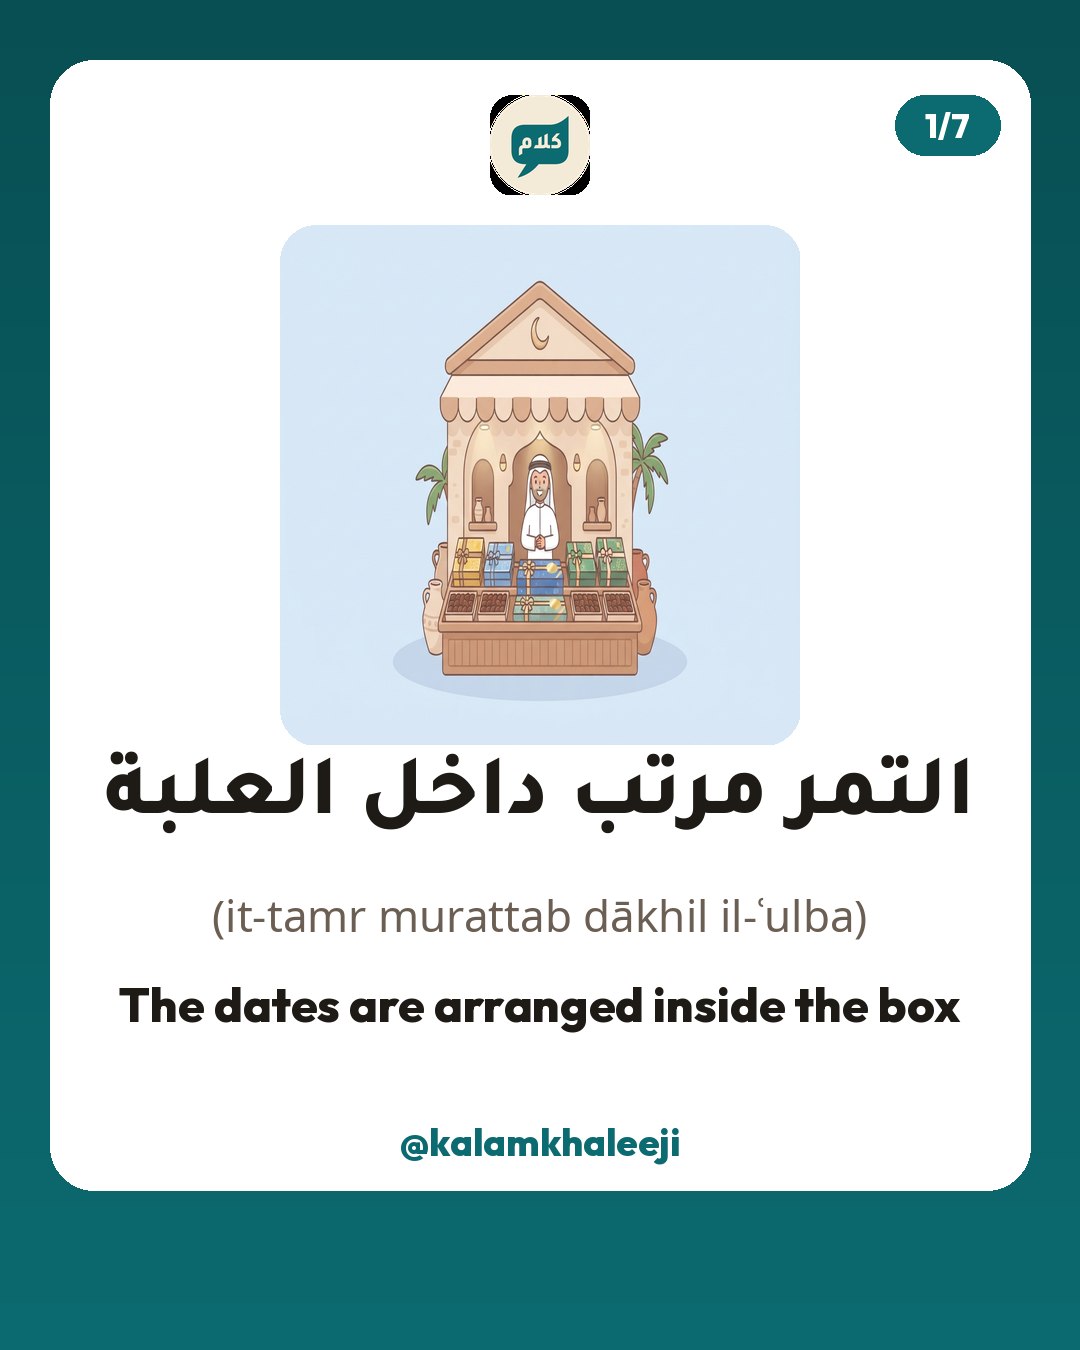 كلام
1/7
التمر مرتب داخل العلبة
(it-tamr murattab dākhil il-ʿulba)
The dates are arranged inside the box
@kalamkhaleeji